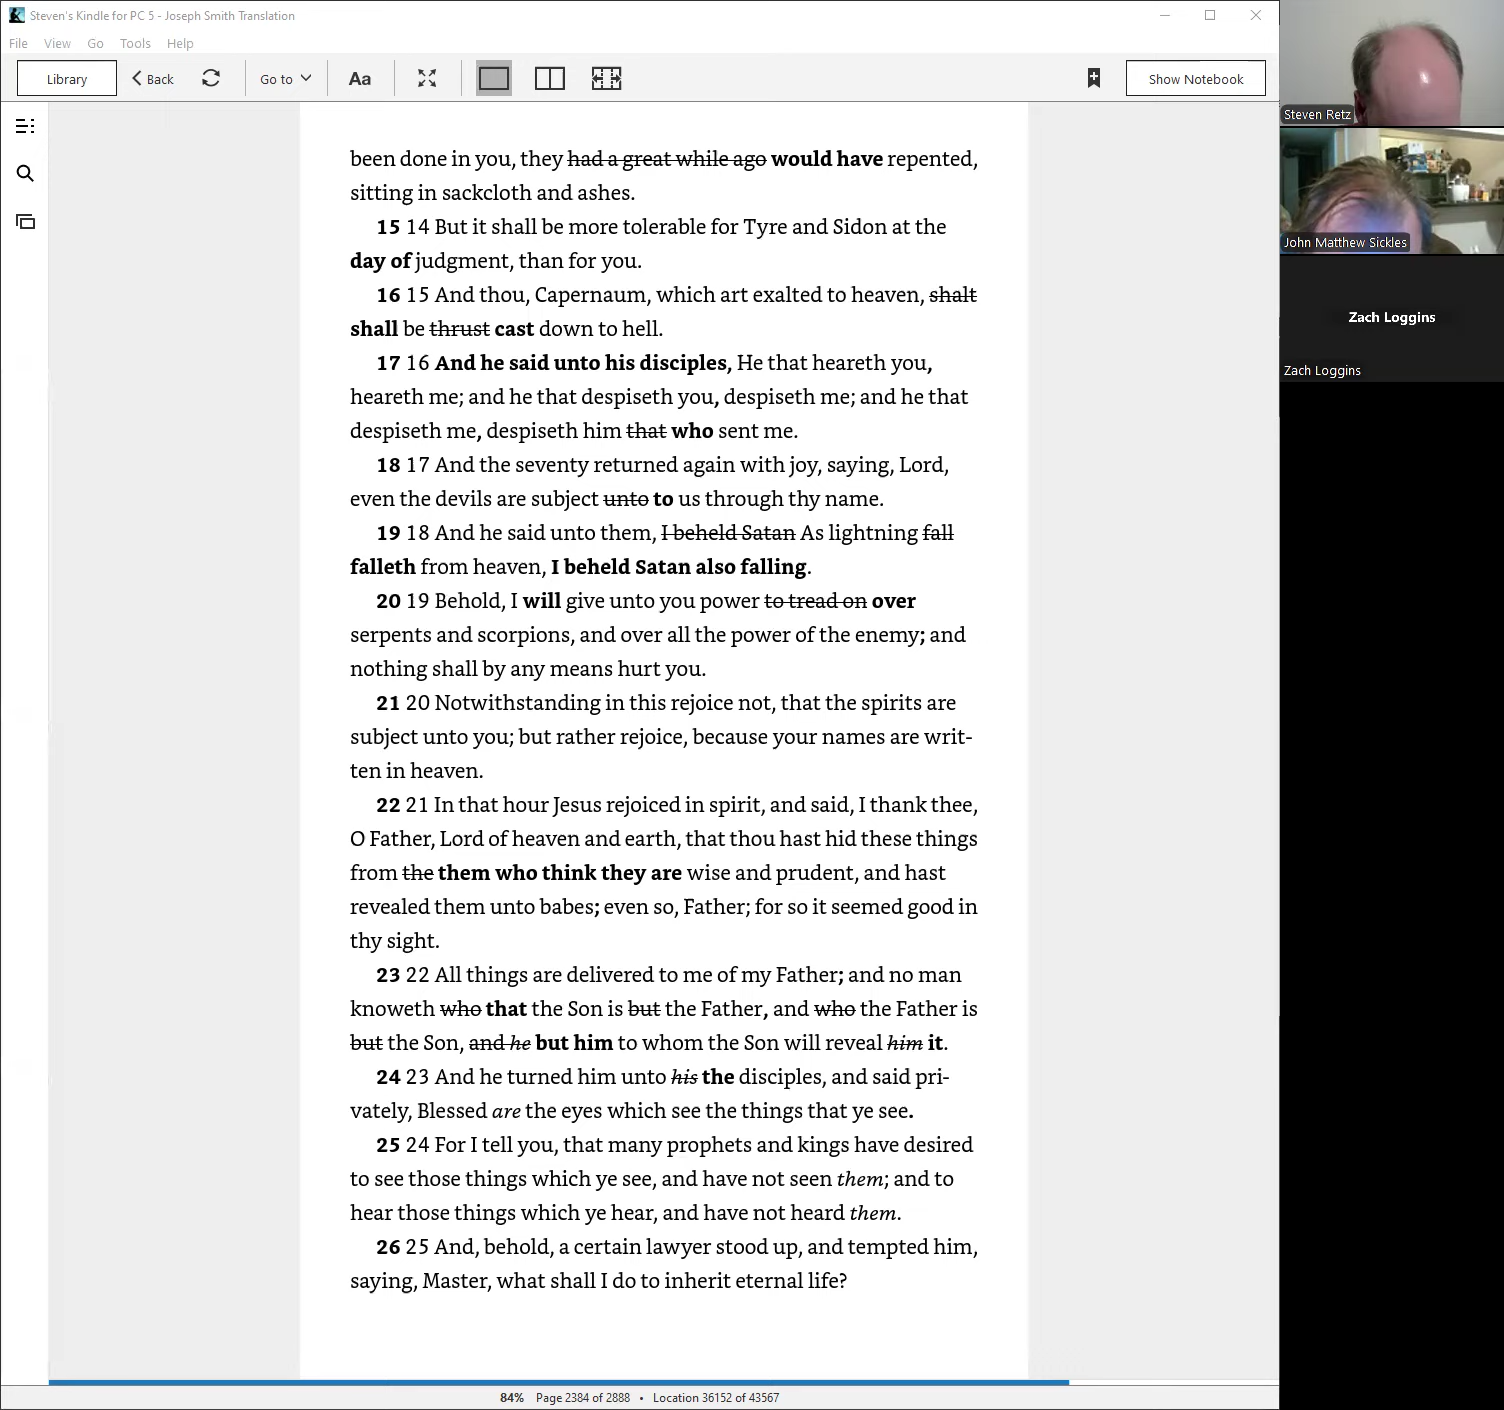 Steven's Kindle for PC 5 - Joseph Smith Translation
File View Go Tools Help
Library Back Go to Aa Show Notebook
been done in you, they had a great while ago would have repented,
sitting in sackcloth and ashes.
15 14 But it shall be more tolerable for Tyre and Sidon at the
day of judgment, than for you.
16 15 And thou, Capernaum, which art exalted to heaven, shalt
shall be thrust cast down to hell.
17 16 And he said unto his disciples, He that heareth you,
heareth me; and he that despiseth you, despiseth me; and he that
despiseth me, despiseth him that who sent me.
18 17 And the seventy returned again with joy, saying, Lord,
even the devils are subject unto to us through thy name.
19 18 And he said unto them, I beheld Satan As lightning fall
falleth from heaven, I beheld Satan also falling.
20 19 Behold, I will give unto you power to tread on over
serpents and scorpions, and over all the power of the enemy; and
nothing shall by any means hurt you.
21 20 Notwithstanding in this rejoice not, that the spirits are
subject unto you; but rather rejoice, because your names are writ-
ten in heaven.
22 21 In that hour Jesus rejoiced in spirit, and said, I thank thee,
O Father, Lord of heaven and earth, that thou hast hid these things
from the them who think they are wise and prudent, and hast
revealed them unto babes; even so, Father; for so it seemed good in
thy sight.
23 22 All things are delivered to me of my Father; and no man
knoweth who that the Son is but the Father, and who the Father is
but the Son, and he but him to whom the Son will reveal him it.
24 23 And he turned him unto his the disciples, and said pri-
vately, Blessed are the eyes which see the things that ye see.
25 24 For I tell you, that many prophets and kings have desired
to see those things which ye see, and have not seen them; and to
hear those things which ye hear, and have not heard them.
26 25 And, behold, a certain lawyer stood up, and tempted him,
saying, Master, what shall I do to inherit eternal life?
84% Page 2384 of 2888 • Location 36152 of 43567
Steven Retz
John Matthew Sickles
Zach Loggins
Zach Loggins